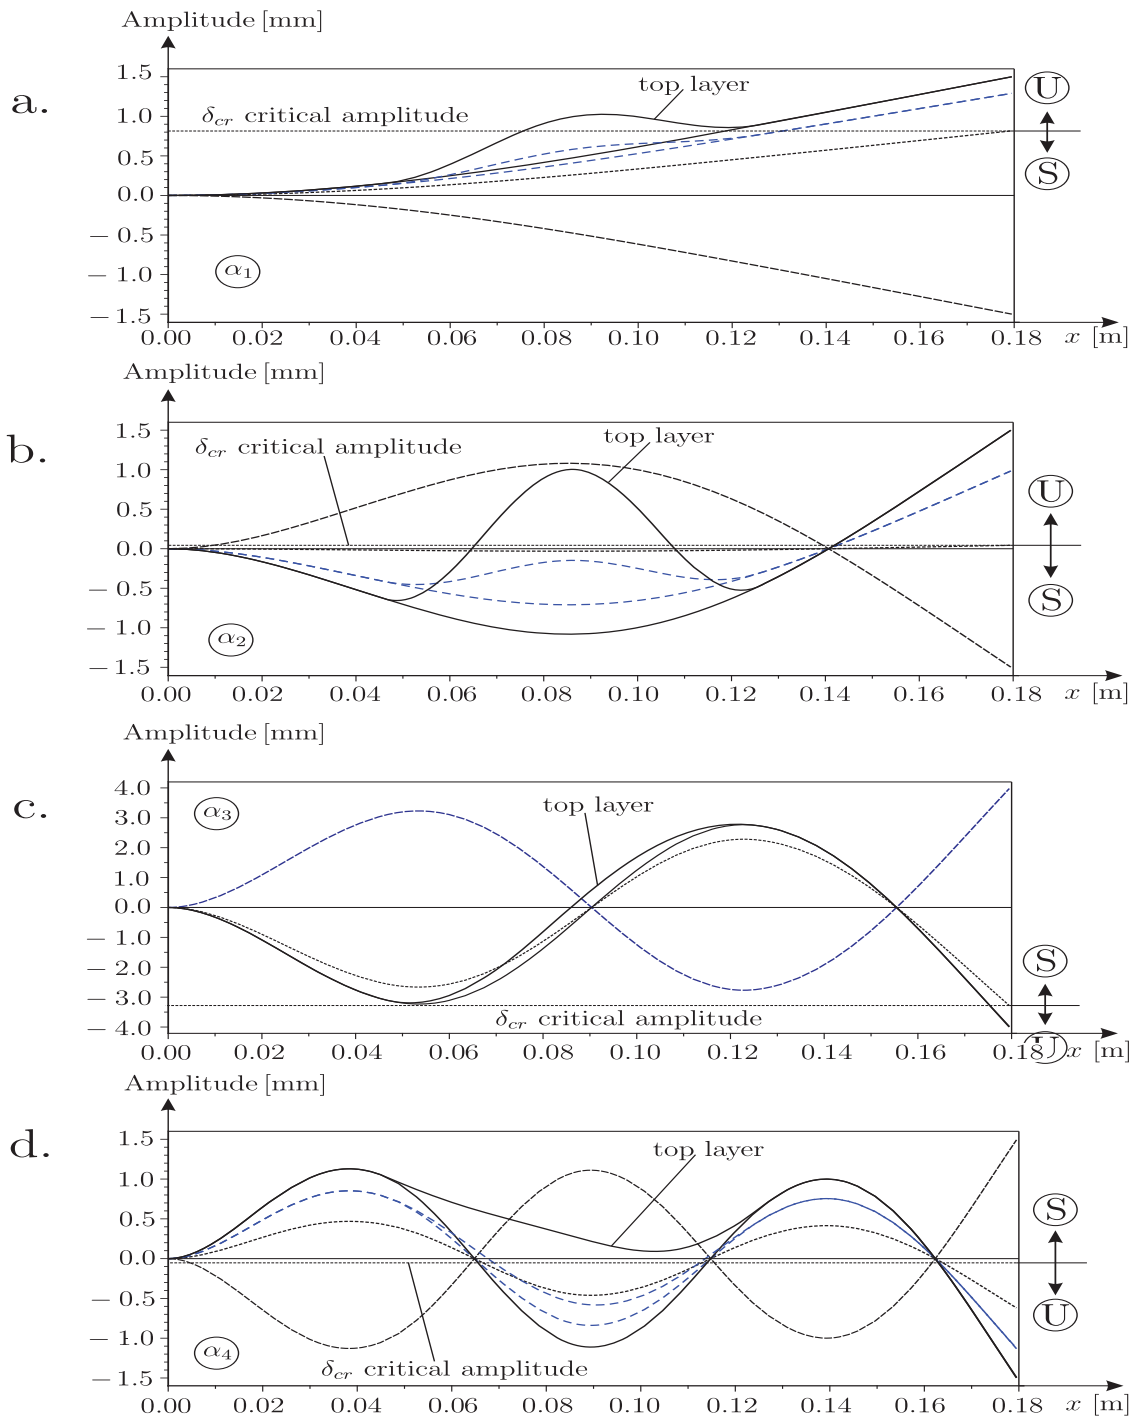 Amplitude [mm]
a.
1.5
1.0
0.5
0.0
− 0.5
− 1.0
− 1.5
top layer
δcr critical amplitude
U
S
α1
0.00 0.02 0.04 0.06 0.08 0.10 0.12 0.14 0.16 0.18 x [m]
Amplitude [mm]
b.
1.5
1.0
0.5
0.0
− 0.5
− 1.0
− 1.5
δcr critical amplitude
top layer
U
S
α2
0.00 0.02 0.04 0.06 0.08 0.10 0.12 0.14 0.16 0.18 x [m]
Amplitude [mm]
c.
4.0
3.0
2.0
1.0
0.0
− 1.0
− 2.0
− 3.0
− 4.0
α3
top layer
S
δcr critical amplitude
U
0.00 0.02 0.04 0.06 0.08 0.10 0.12 0.14 0.16 0.18 x [m]
Amplitude [mm]
d.
1.5
1.0
0.5
0.0
− 0.5
− 1.0
− 1.5
top layer
S
U
α4
δcr critical amplitude
0.00 0.02 0.04 0.06 0.08 0.10 0.12 0.14 0.16 0.18 x [m]